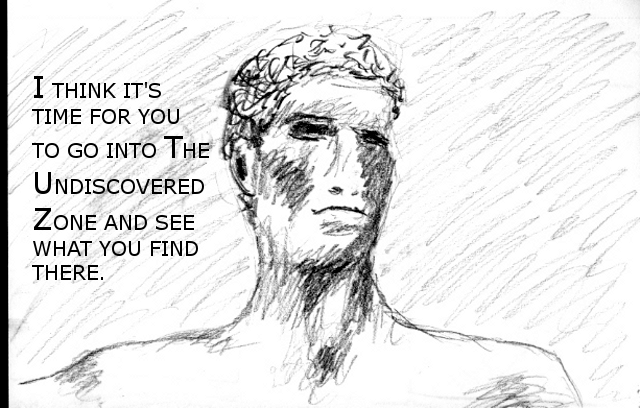 I THINK IT'S
TIME FOR YOU
TO GO INTO THE
UNDISCOVERED
ZONE AND SEE
WHAT YOU FIND
THERE.